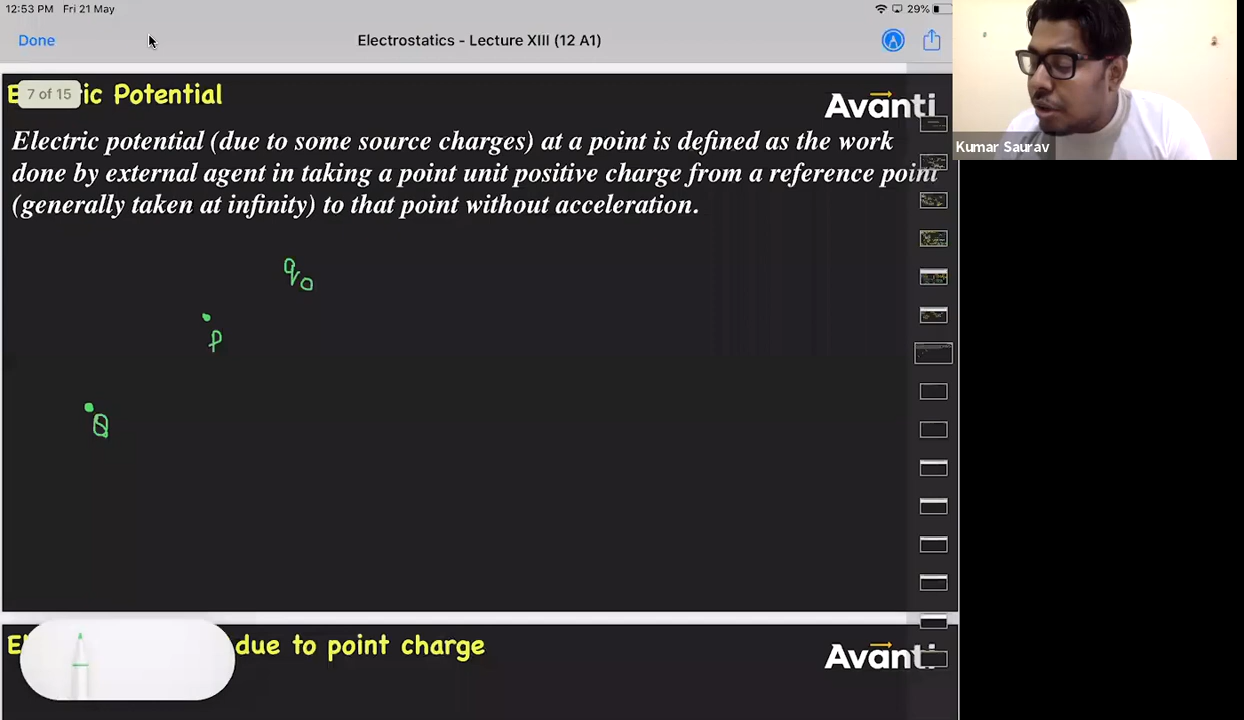 12:53 PM Fri 21 May
29%
Done
Electrostatics - Lecture XIII (12 A1)
7 of 15
ic Potential
Avanti
Electric potential (due to some source charges) at a point is defined as the work
done by external agent in taking a point unit positive charge from a reference point
(generally taken at infinity) to that point without acceleration.
Kumar Saurav
q0
P
Q
due to point charge
Avanti